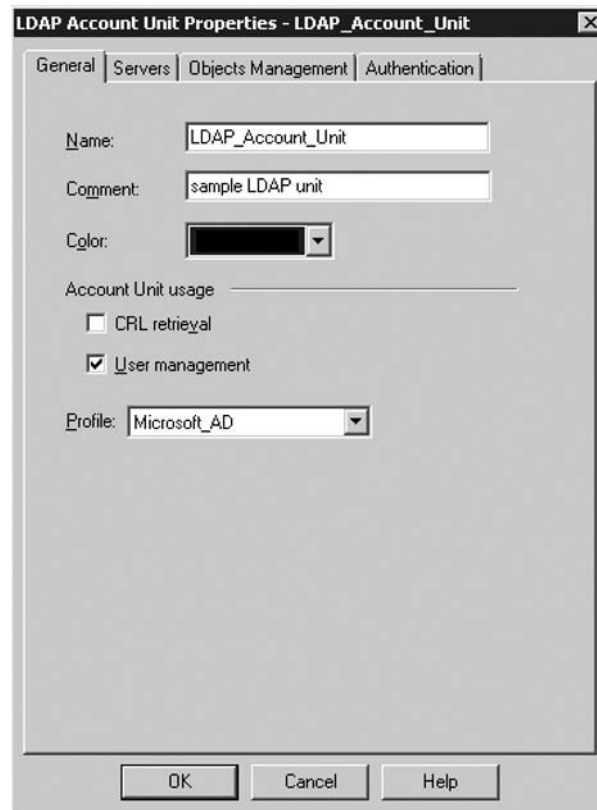 LDAP Account Unit Properties - LDAP_Account_Unit
General Servers Objects Management Authentication
Name: LDAP_Account_Unit
Comment: sample LDAP unit
Color:
Account Unit usage
CRL retrieval
User management
Profile: Microsoft_AD
OK Cancel Help